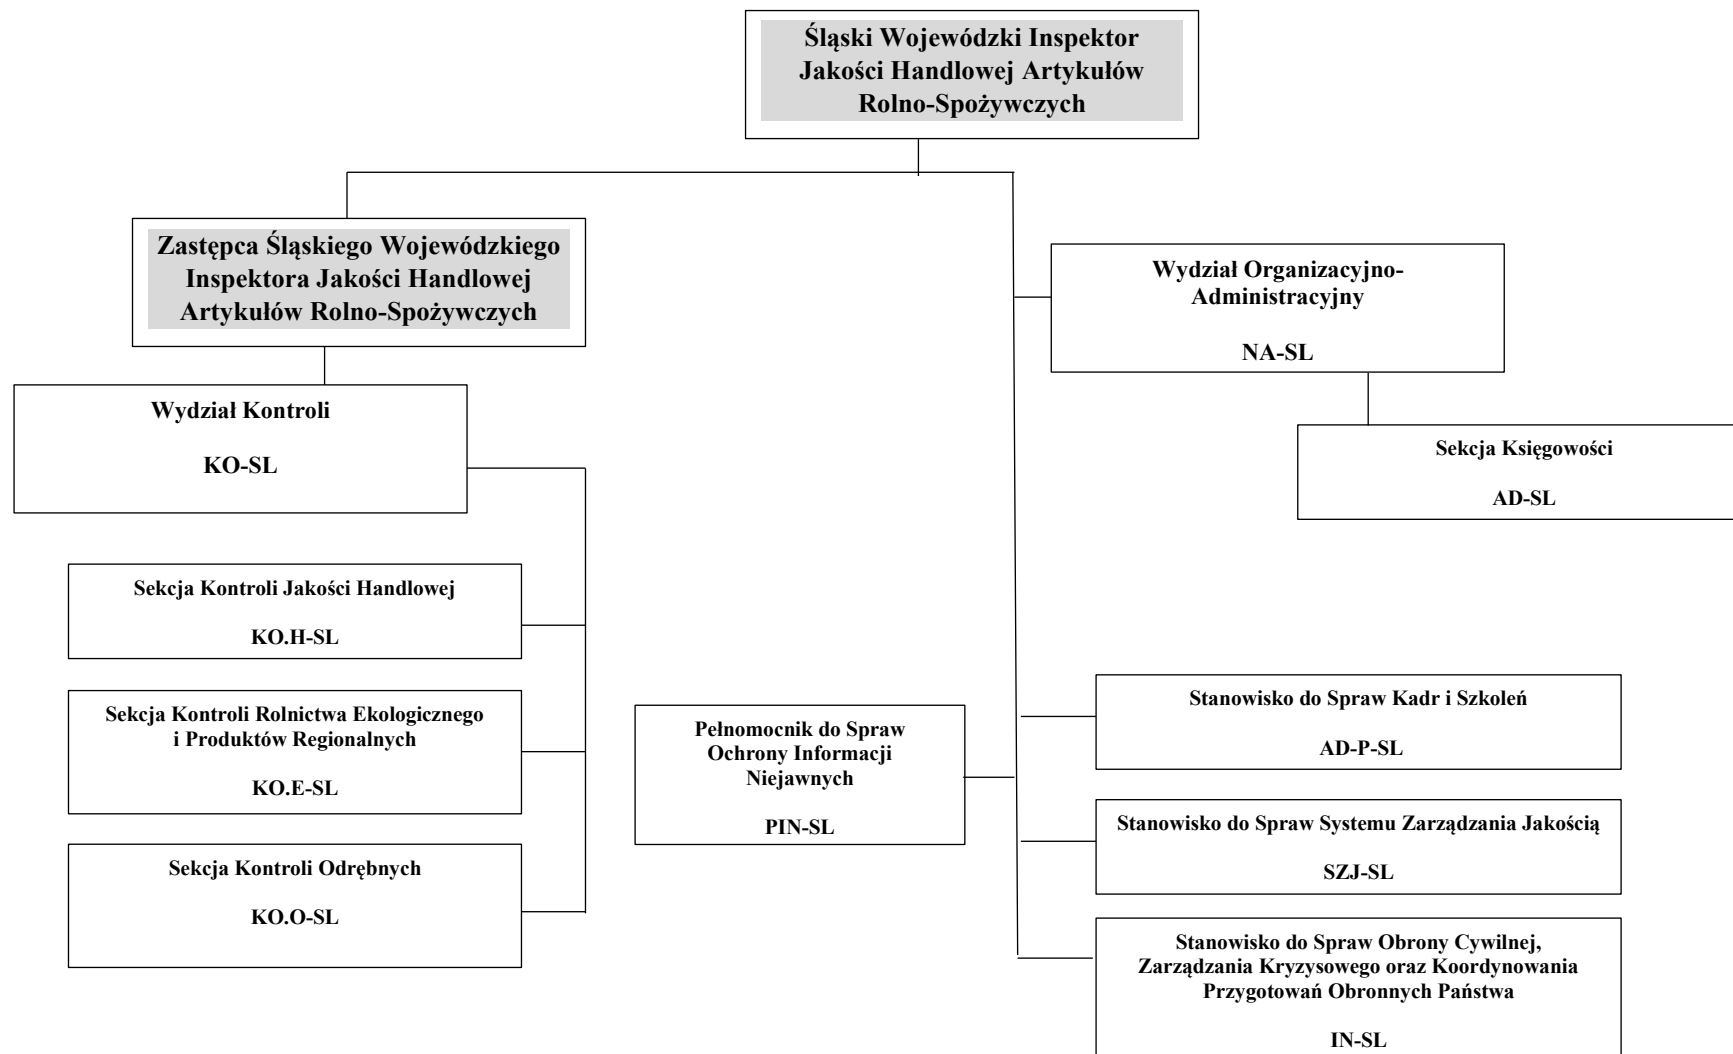 Śląski Wojewódzki Inspektor
Jakości Handlowej Artykułów
Rolno-Spożywczych
Zastępca Śląskiego Wojewódzkiego
Inspektora Jakości Handlowej
Artykułów Rolno-Spożywczych
Wydział Organizacyjno-
Administracyjny
NA-SL
Wydział Kontroli
KO-SL
Sekcja Księgowości
AD-SL
Sekcja Kontroli Jakości Handlowej
KO.H-SL
Sekcja Kontroli Rolnictwa Ekologicznego
i Produktów Regionalnych
KO.E-SL
Sekcja Kontroli Odrębnych
KO.O-SL
Pełnomocnik do Spraw
Ochrony Informacji
Niejawnych
PIN-SL
Stanowisko do Spraw Kadr i Szkoleń
AD-P-SL
Stanowisko do Spraw Systemu Zarządzania Jakością
SZJ-SL
Stanowisko do Spraw Obrony Cywilnej,
Zarządzania Kryzysowego oraz Koordynowania
Przygotowań Obronnych Państwa
IN-SL